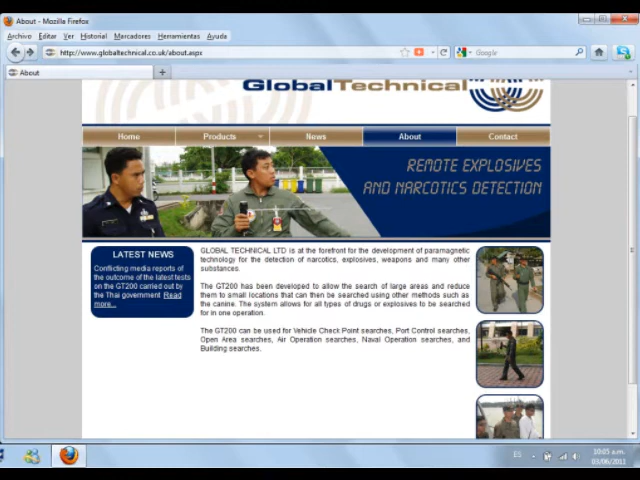 About - Mozilla Firefox
Archivo Editar Ver Historial Marcadores Herramientas Ayuda
http://www.globaltechnical.co.uk/about.aspx
Google
About
GlobalTechnical
Home Products News About Contact
REMOTE EXPLOSIVES
AND NARCOTICS DETECTION
LATEST NEWS
Conflicting media reports of
the outcome of the latest tests
on the GT200 carried out by
the Thai government Read
more...
GLOBAL TECHNICAL LTD is at the forefront for the development of paramagnetic
technology for the detection of narcotics, explosives, weapons and many other
substances.
The GT200 has been developed to allow the search of large areas and reduce
them to small locations that can then be searched using other methods such as
the canine. The system allows for all types of drugs or explosives to be searched
for in one operation.
The GT200 can be used for Vehicle Check Point searches, Port Control searches,
Open Area searches, Air Operation searches, Naval Operation searches, and
Building searches.
ES
10:05 a.m.
03/06/2011